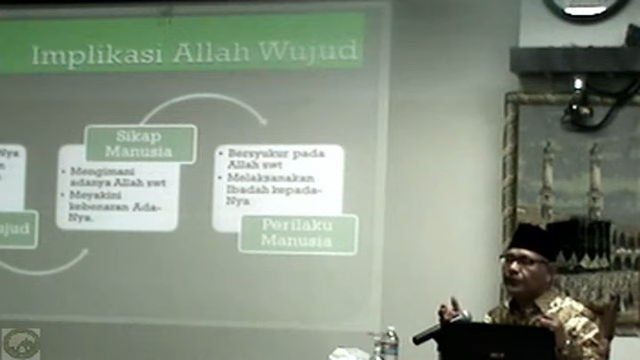 Implikasi Allah Wujud
Nya
ujud
Sikap
Manusia
• Mengimani
adanya Allah swt
• Meyakini
kebenaran Ada-
Nya.
• Bersyukur pada
Allah swt
• Melaksanakan
Ibadah kepada-
Nya
Perilaku
Manusia